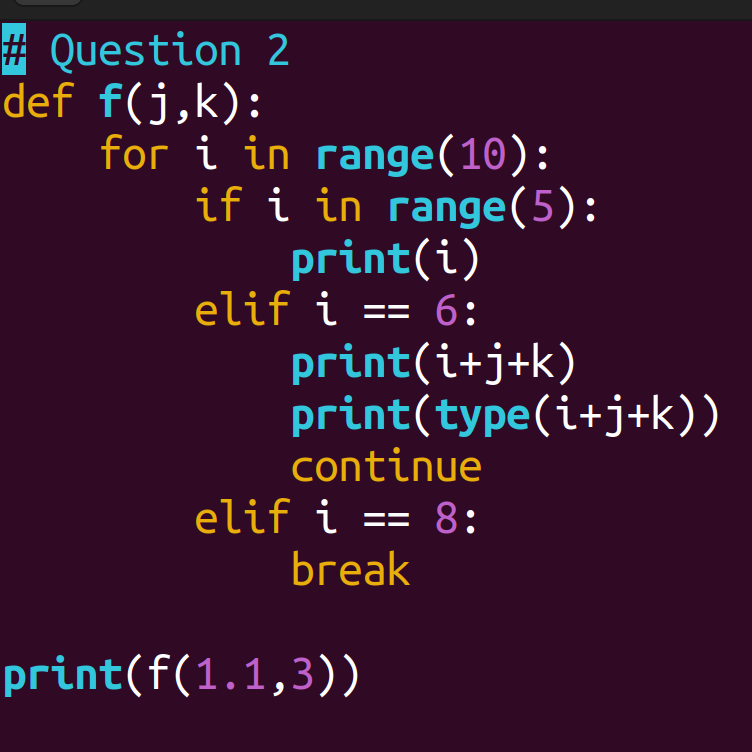 # Question 2
def f(j,k):
    for i in range(10):
        if i in range(5):
            print(i)
        elif i == 6:
            print(i+j+k)
            print(type(i+j+k))
            continue
        elif i == 8:
            break

print(f(1.1,3))